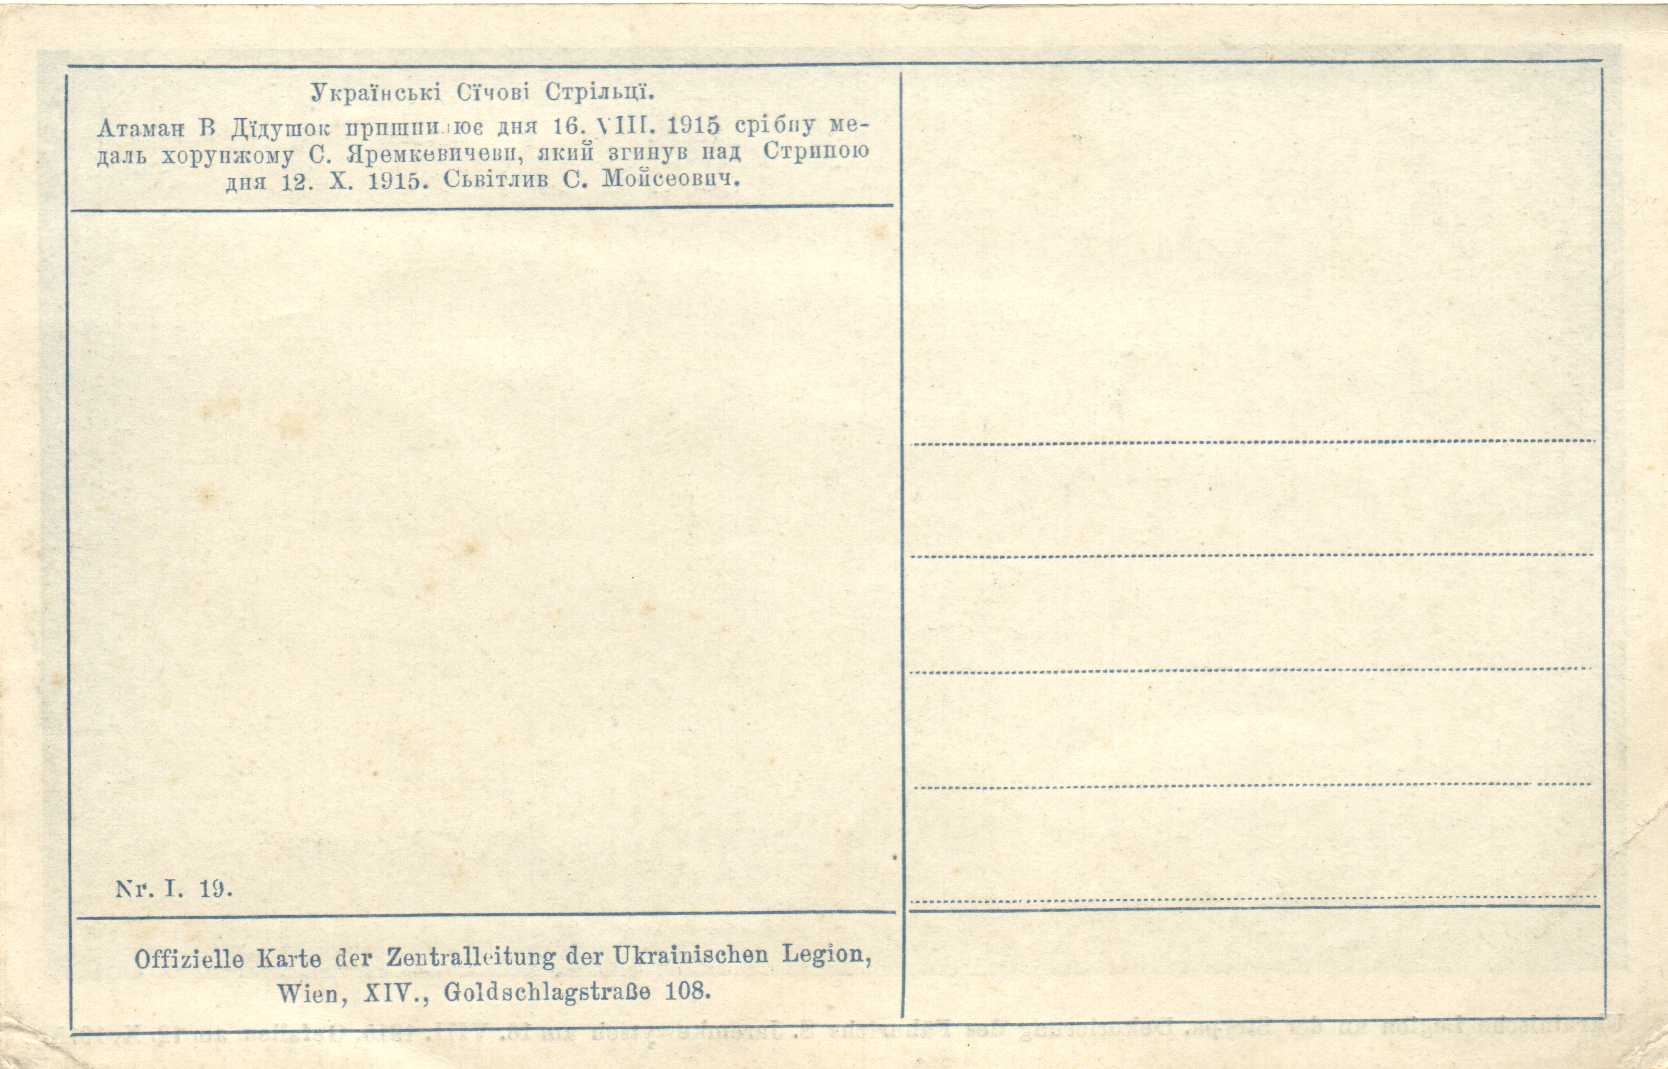 Українські Сїчові Стрільцї.
Атаман В Дїдушок дня 16. VIII. 1915 срібну ме-
даль хорунжому С. Яремкевичеви, який згинув над Стрипою
дня 12. X. 1915. Сьвітлив С. Мойсеович.
Nr. I. 19.
Offizielle Karte der Zentralleitung der Ukrainischen Legion,
Wien, XIV., Goldschlagstraße 108.